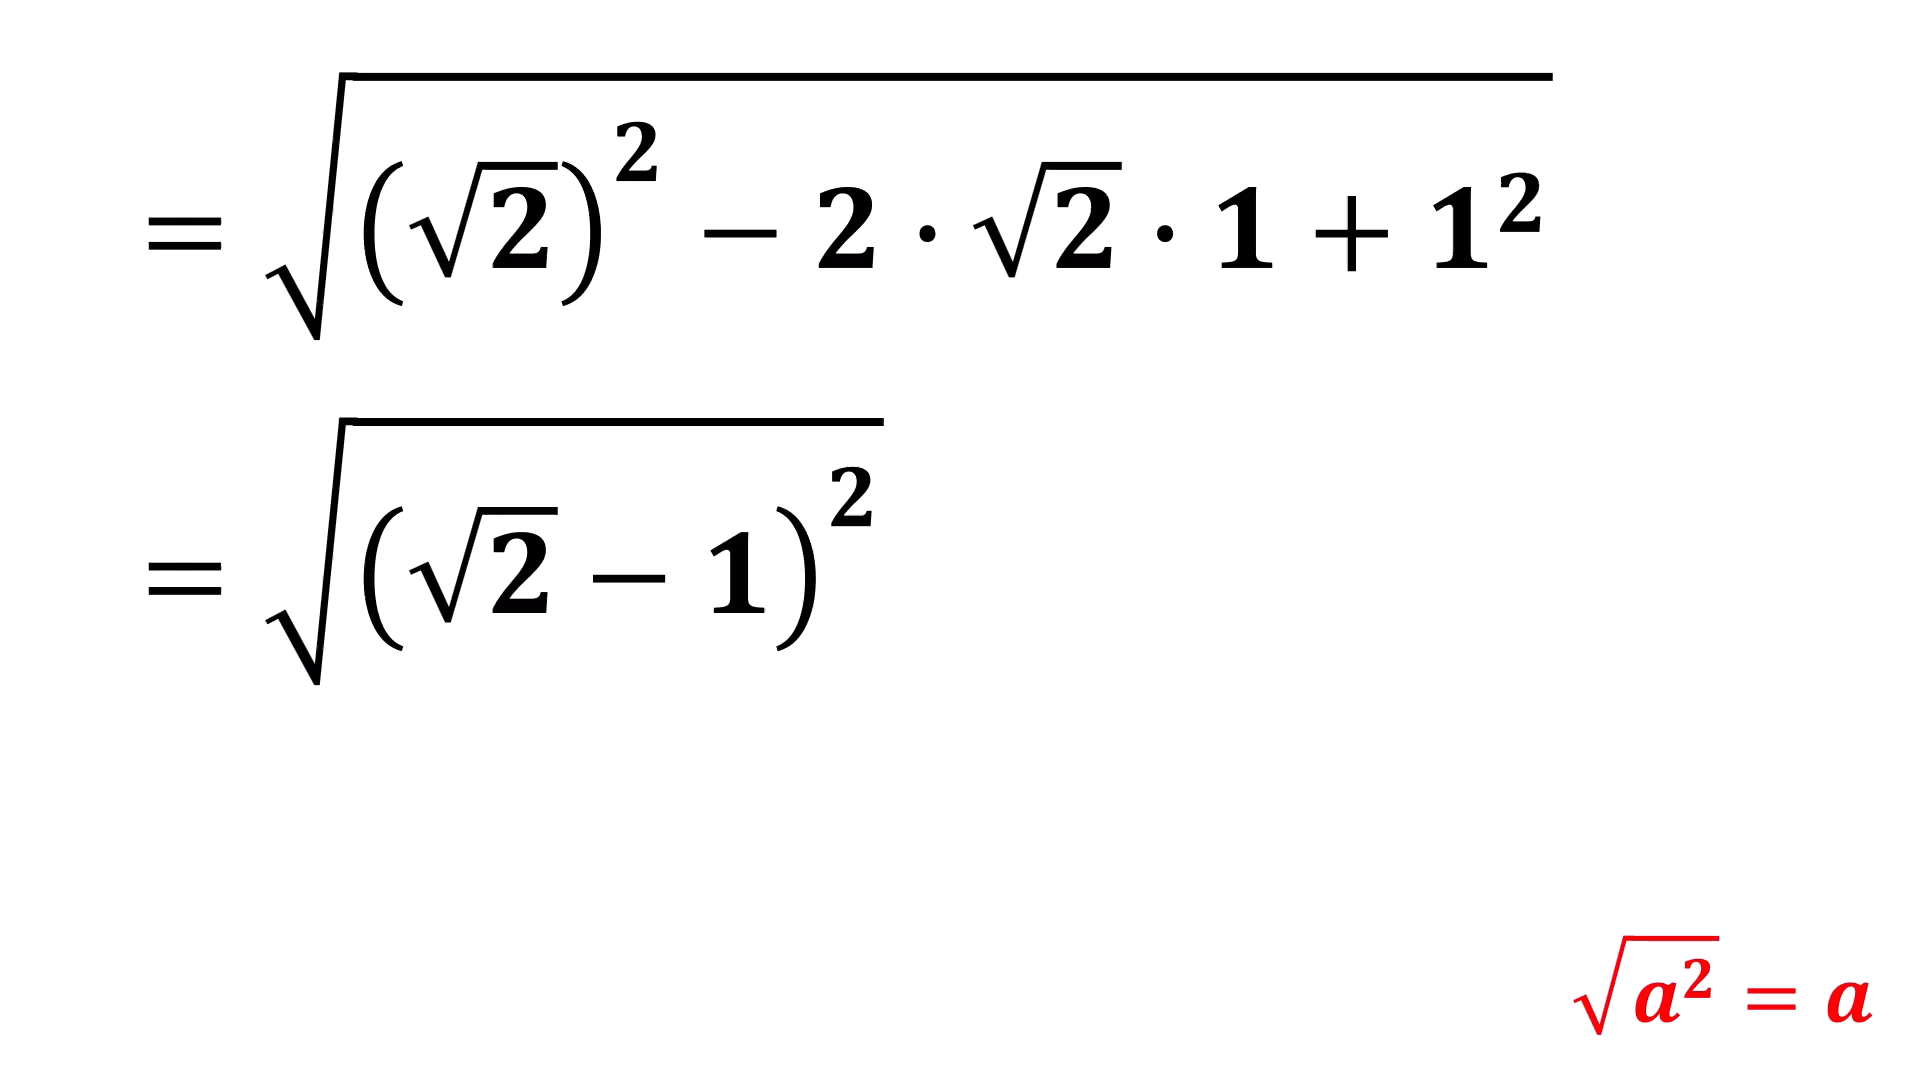 = √((√2)² − 2 · √2 · 1 + 1²)
= √((√2 − 1)²)
√(a²) = a